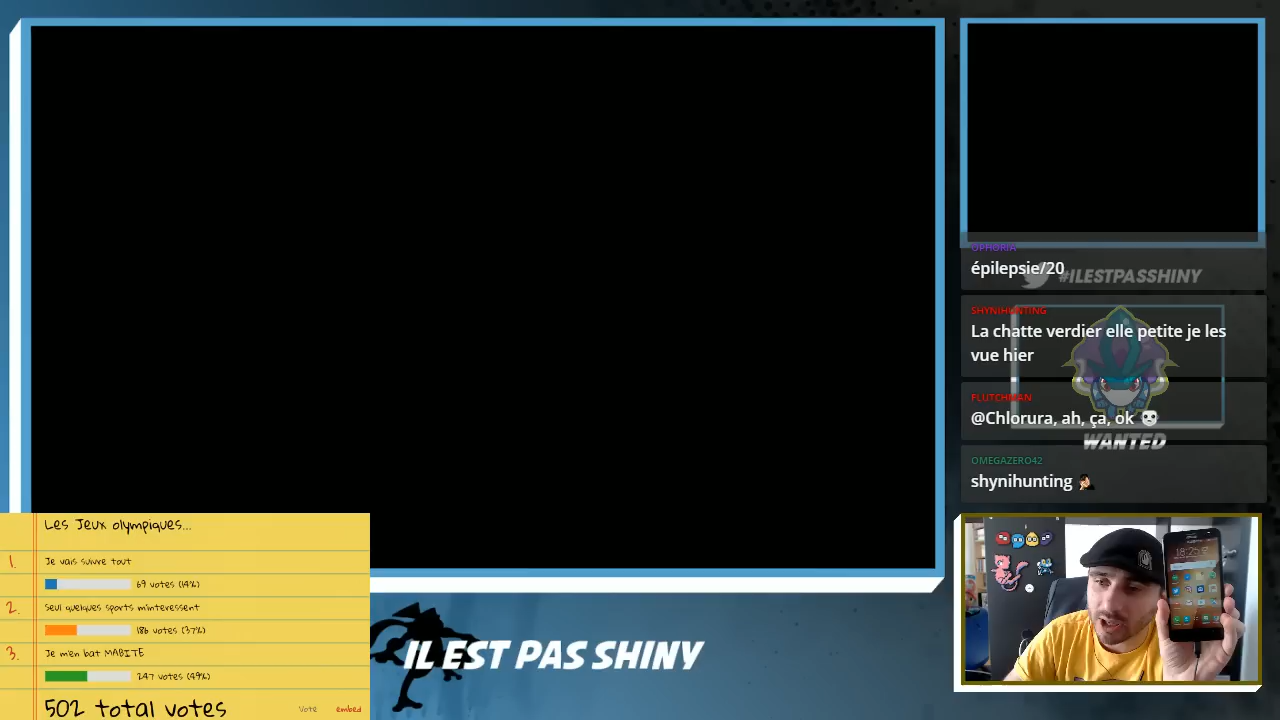 OPHORIA
épilepsie/20
#ILESTPASSHINY
SHYNIHUNTING
La chatte verdier elle petite je les
vue hier
FLUTCHMAN
@Chlorura, ah, ça, ok
WANTED
OMEGAZERO42
shynihunting
Les Jeux olympiques...
1. Je vais suivre tout
69 votes (14%)
2. Seul quelques sports m'interessent
186 votes (37%)
3. Je m'en bat MABITE
247 votes (49%)
502 total votes
Vote
embed
IL EST PAS SHINY
18:20